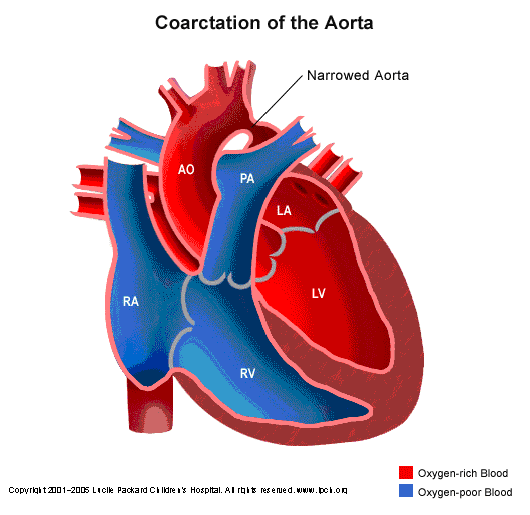 Coarctation of the Aorta
Narrowed Aorta
AO
PA
LA
LV
RA
RV
Oxygen-rich Blood
Oxygen-poor Blood
Copyright 2001-2005 Lucile Packard Children's Hospital. All rights reserved. www.lpch.org